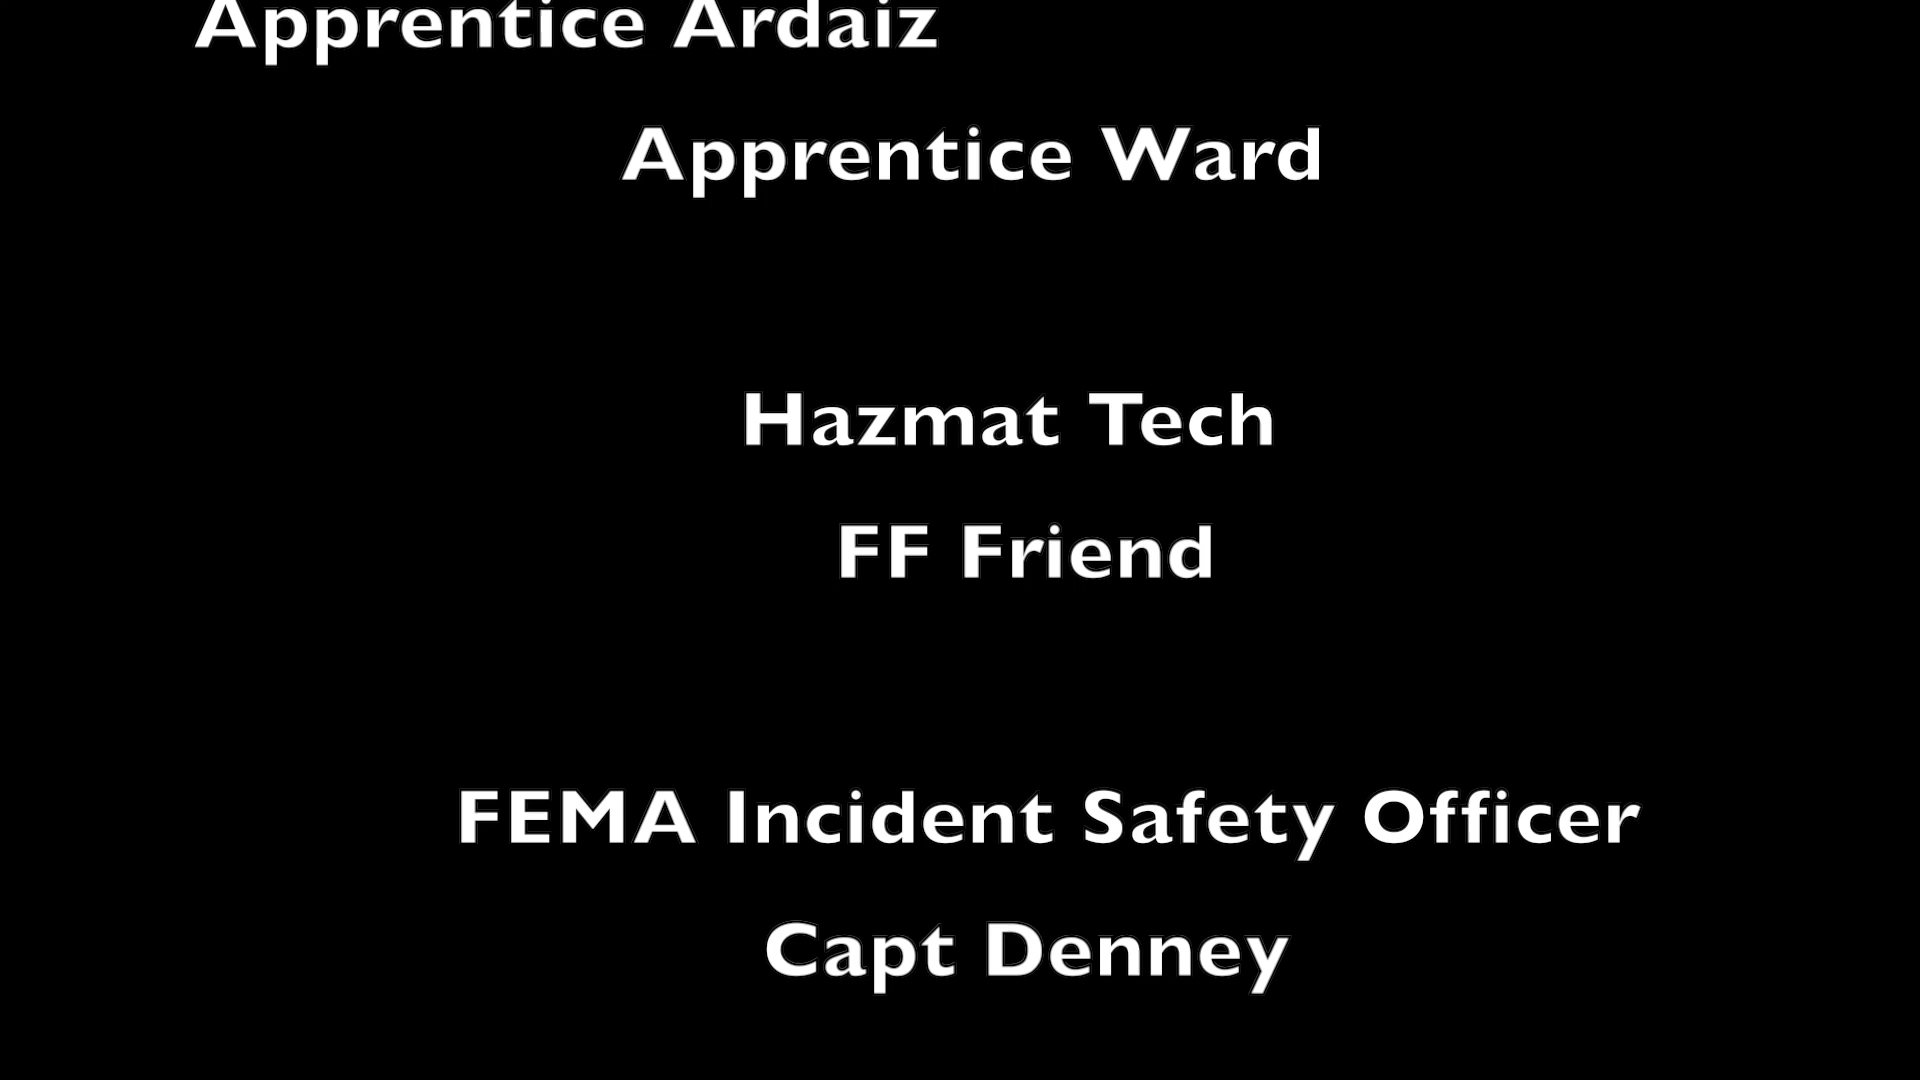 Apprentice Ardaiz
Apprentice Ward
Hazmat Tech
FF Friend
FEMA Incident Safety Officer
Capt Denney